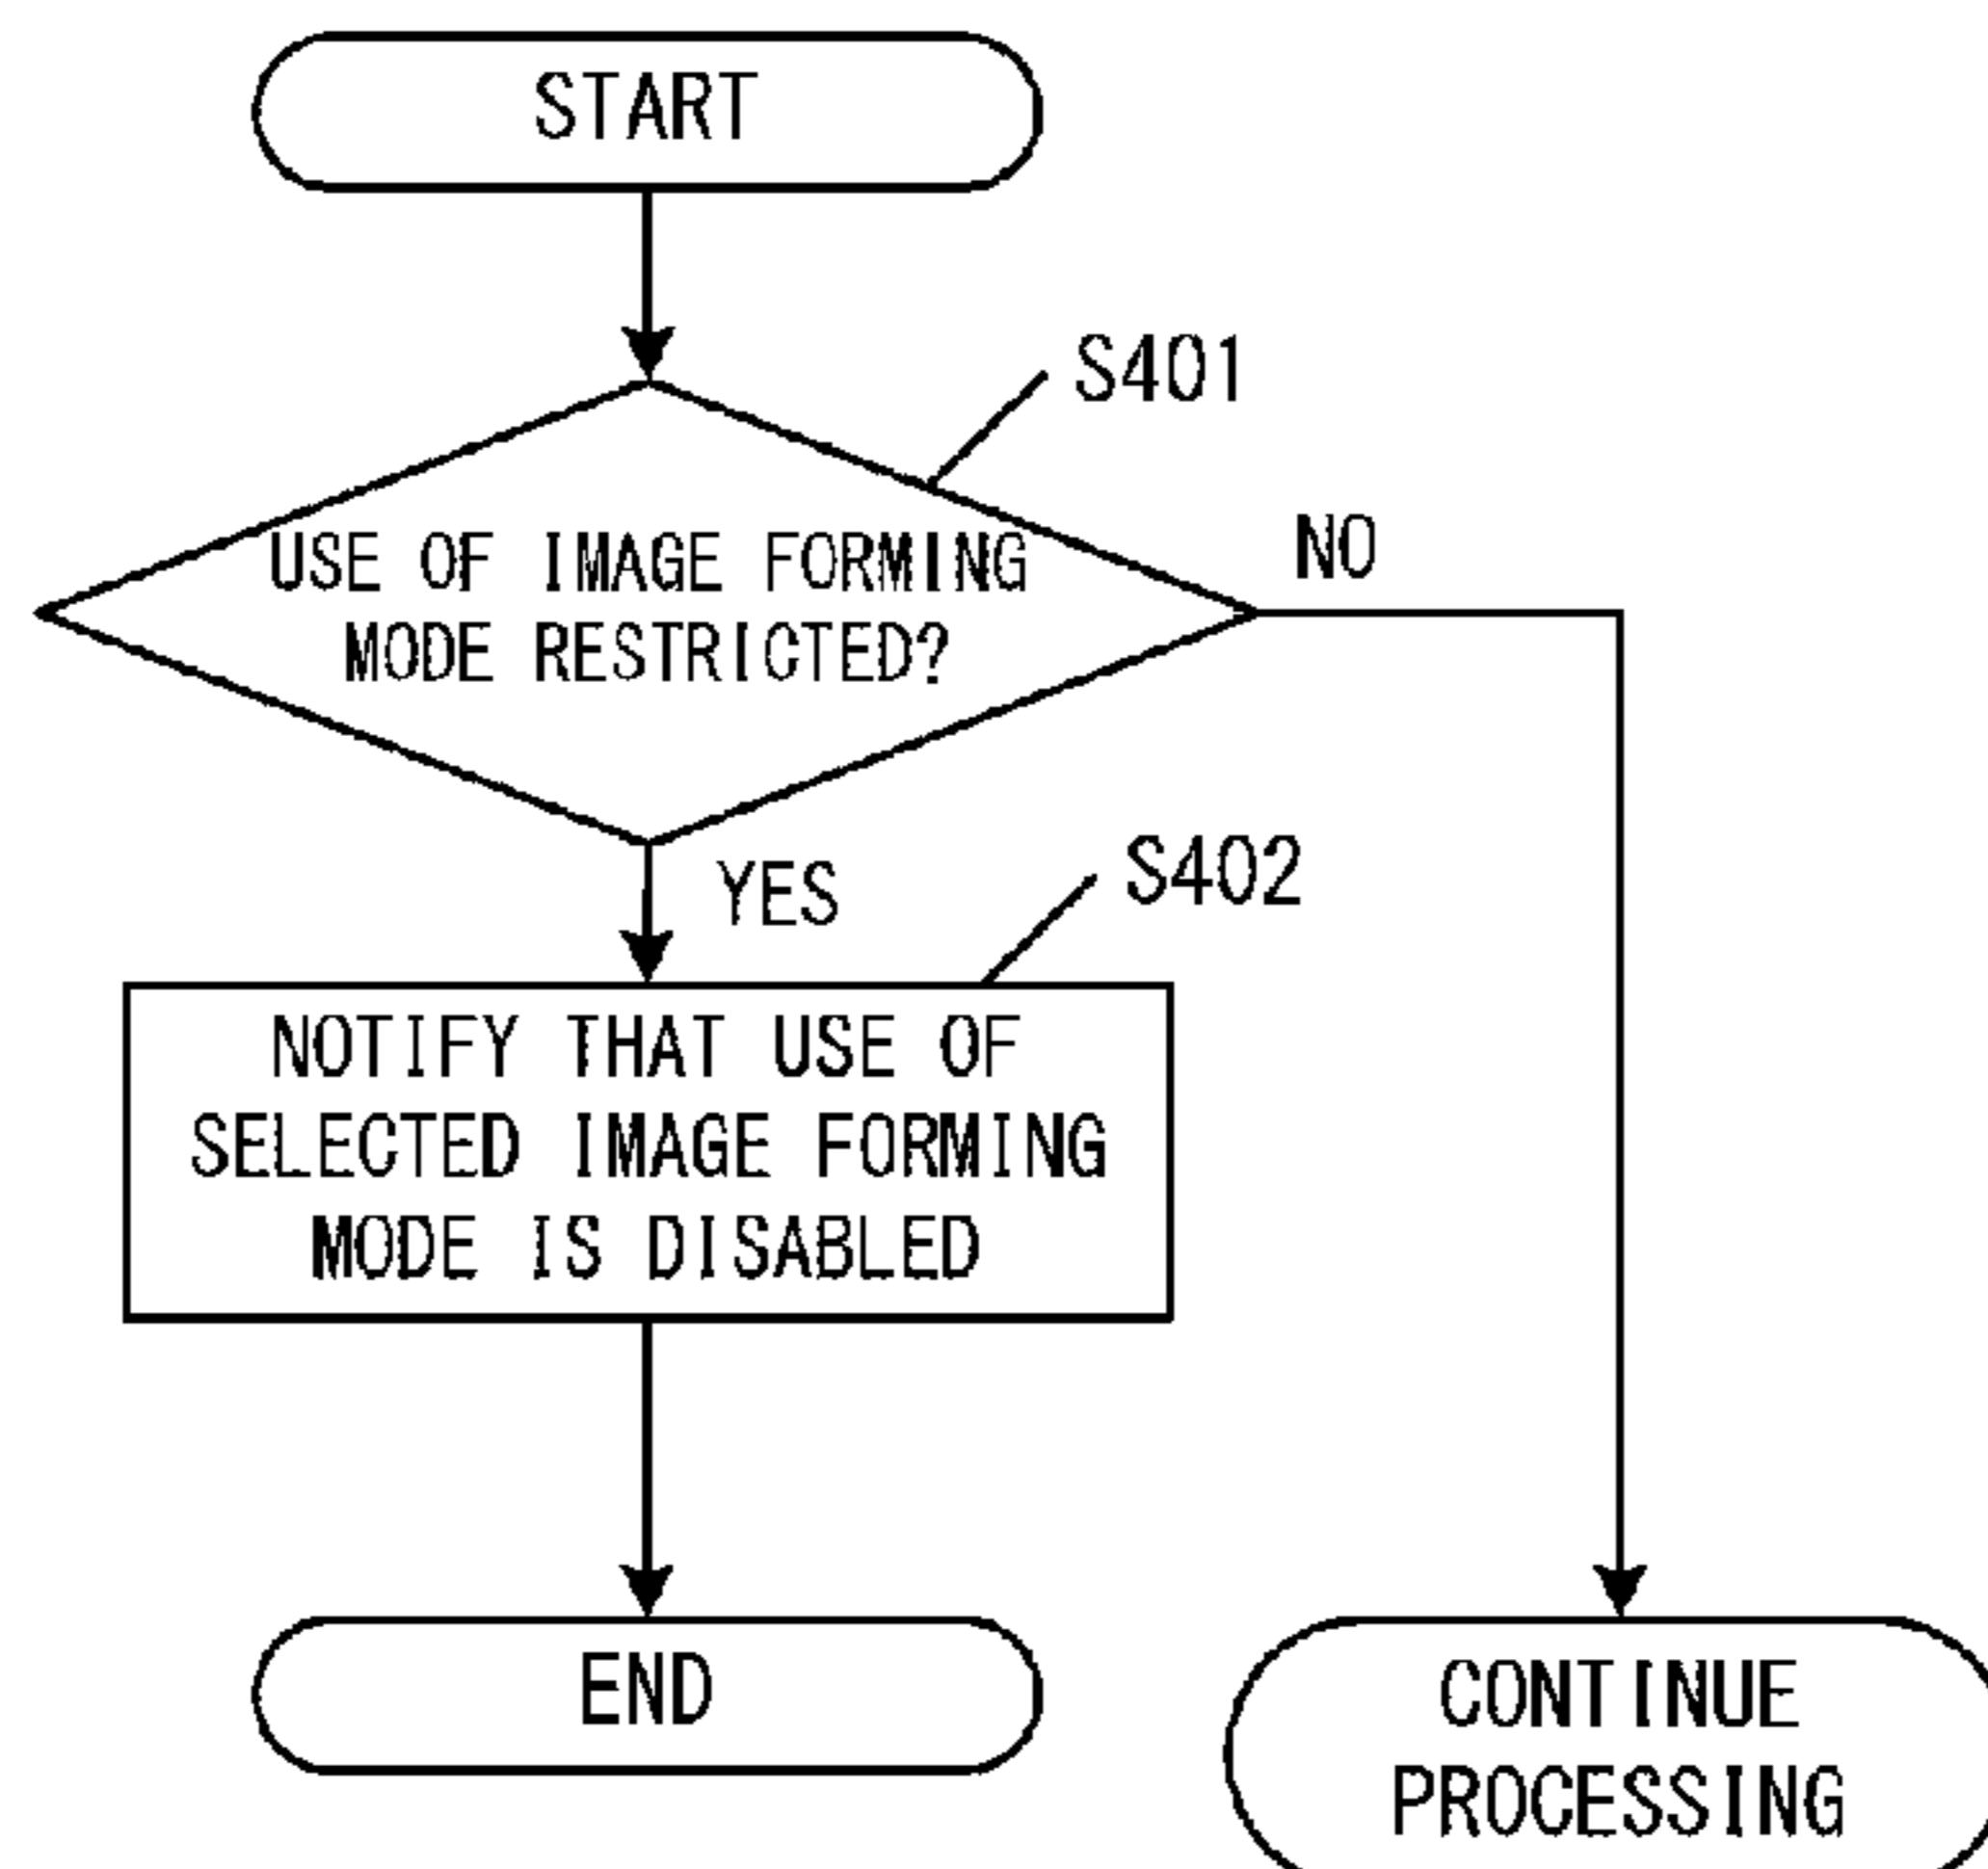 START
S401
USE OF IMAGE FORMING
MODE RESTRICTED?
NO
YES
S402
NOTIFY THAT USE OF
SELECTED IMAGE FORMING
MODE IS DISABLED
END
CONTINUE
PROCESSING